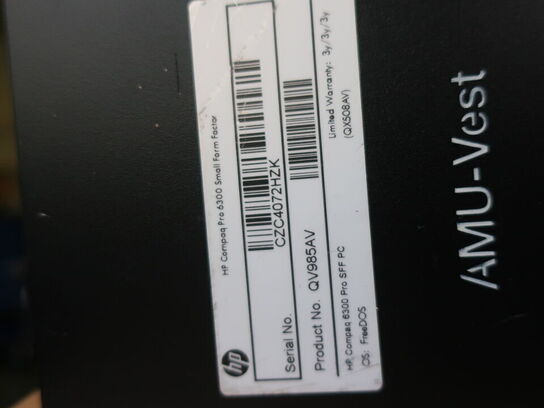 HP Compaq Pro 6300 Small Form Factor
hp
Serial No. CZC4072HZK
Product No. QV985AV
HP Compaq 6300 Pro SFF PC Limited Warranty: 3y/3y/3y
OS: FreeDOS (QX508AV)
AMU-Vest